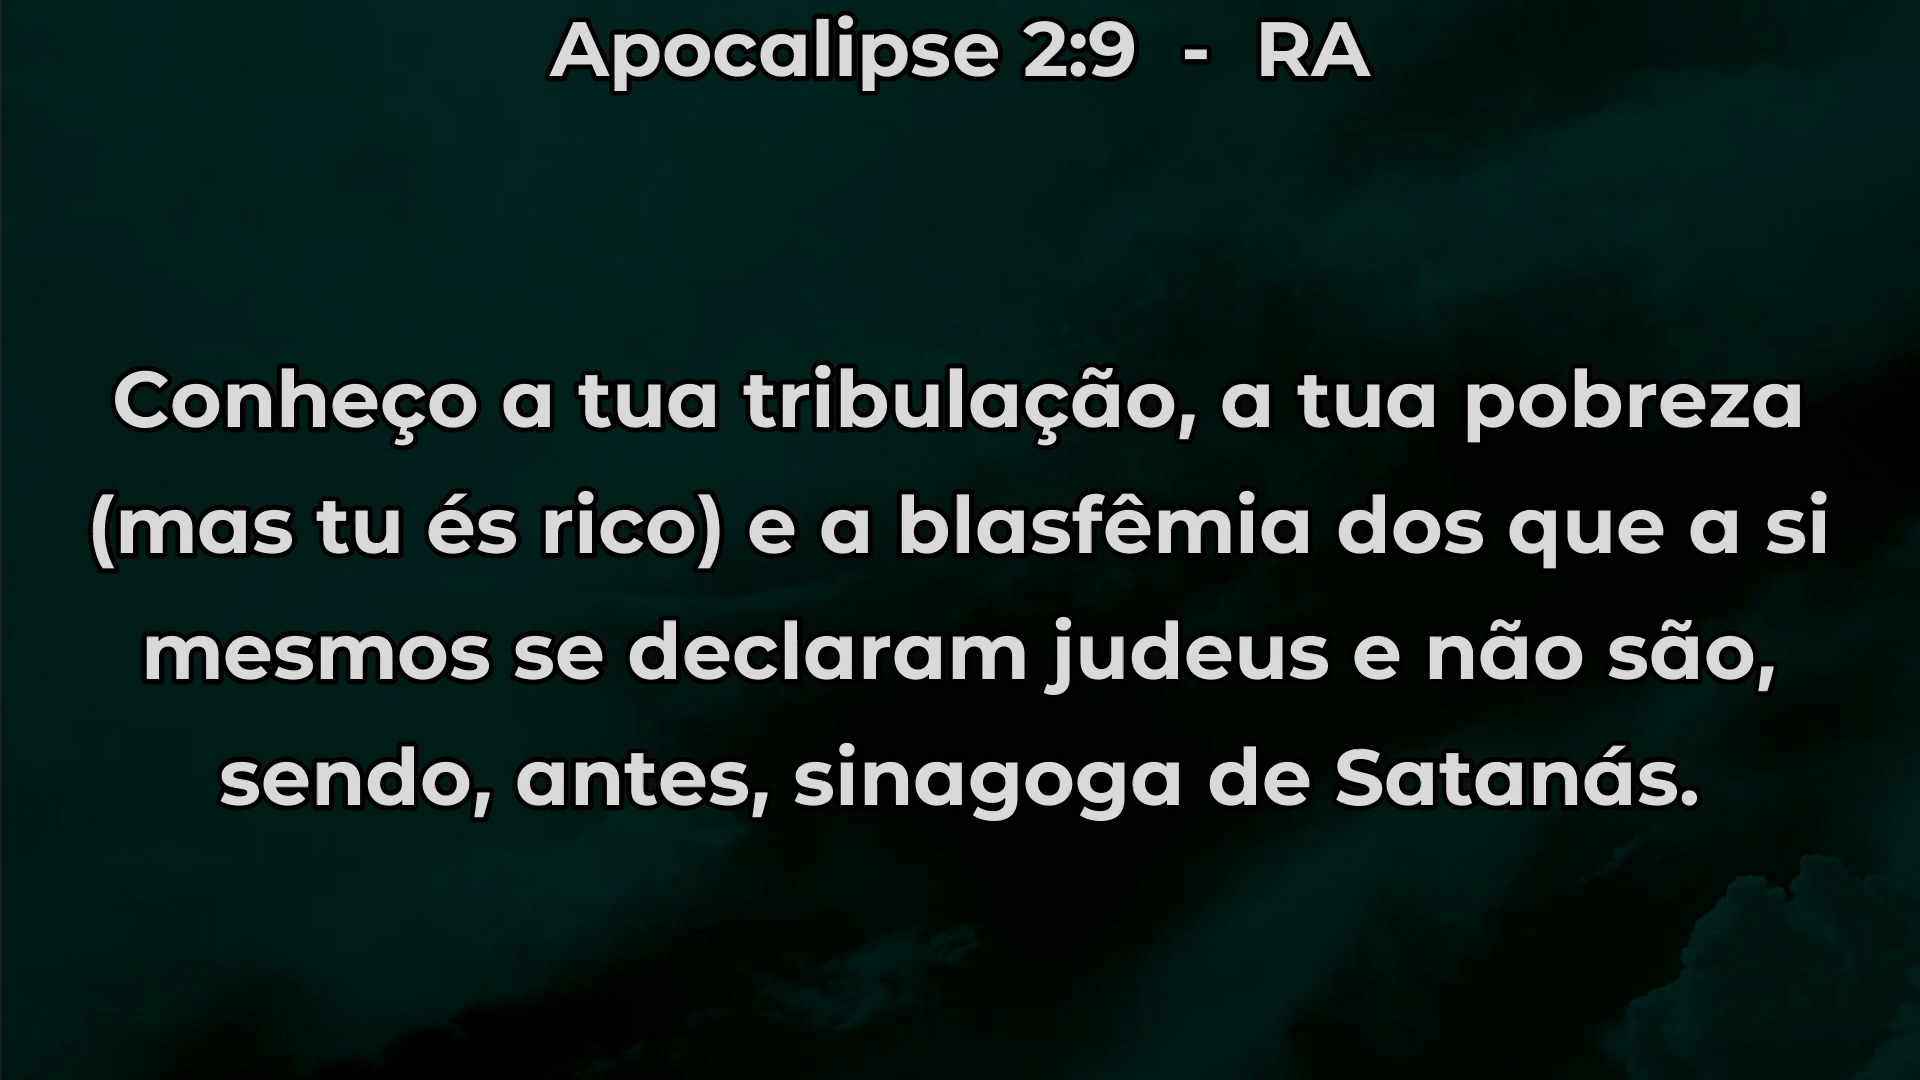 Apocalipse 2:9 - RA
Conheço a tua tribulação, a tua pobreza
(mas tu és rico) e a blasfêmia dos que a si
mesmos se declaram judeus e não são,
sendo, antes, sinagoga de Satanás.